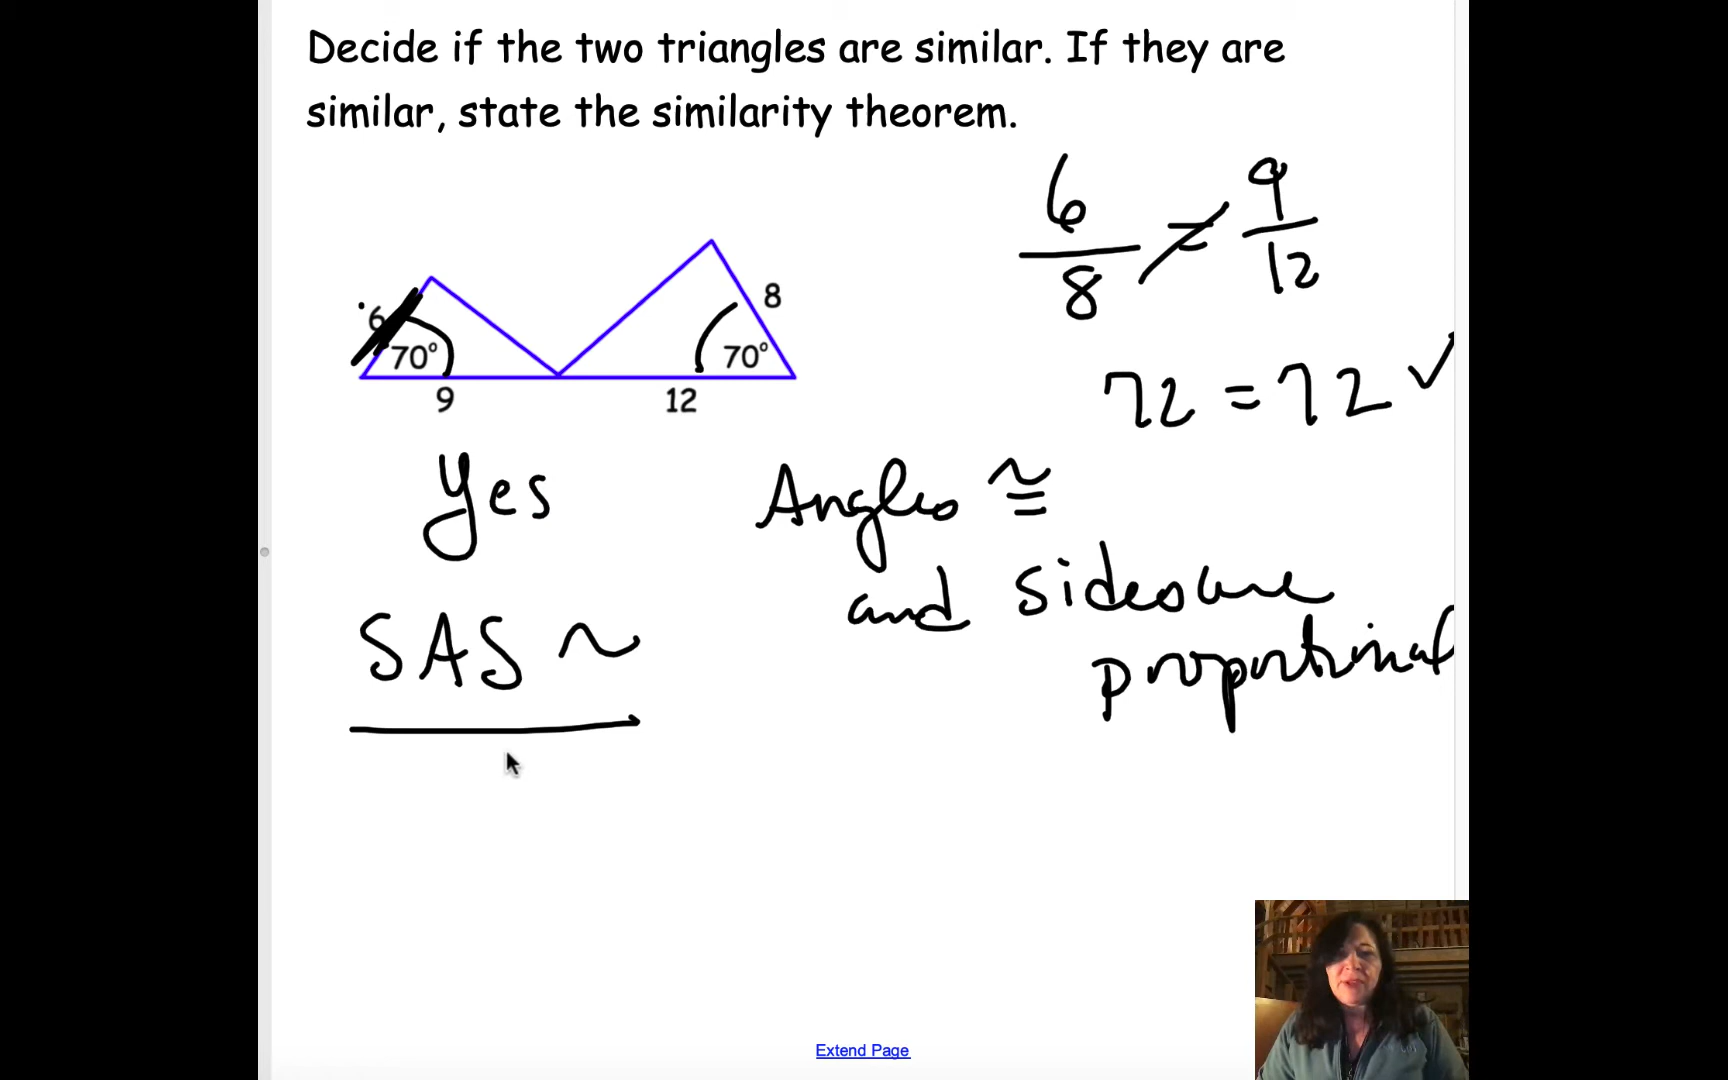 Decide if the two triangles are similar. If they are
similar, state the similarity theorem.
6/8 = 9/12
6
8
70°
70°
9
12
72 = 72 ✓
Yes
Angles ≅
and sides are
proportional
SAS ~
Extend Page